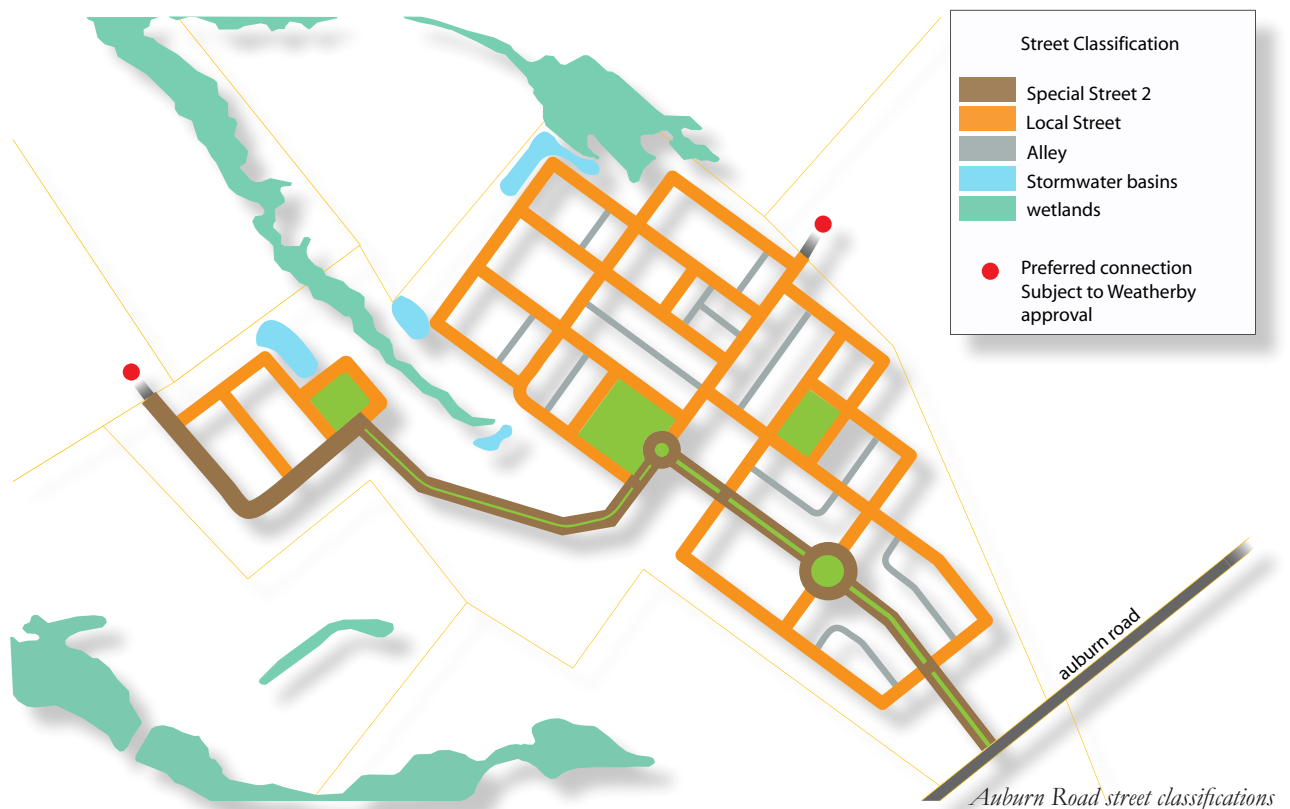 Street Classification
Special Street 2
Local Street
Alley
Stormwater basins
wetlands
Preferred connection
Subject to Weatherby
approval
auburn road
Auburn Road street classifications